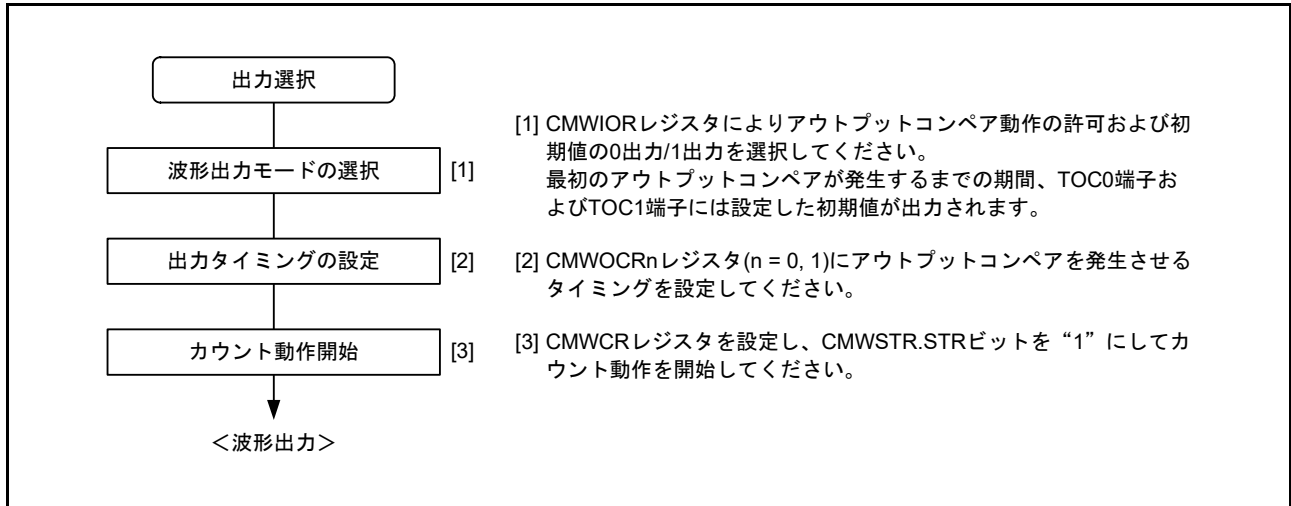 出力選択
波形出力モードの選択
[1]
出力タイミングの設定
[2]
カウント動作開始
[3]
＜波形出力＞
[1] CMWIORレジスタによりアウトプットコンペア動作の許可および初
期値の0出力/1出力を選択してください。
最初のアウトプットコンペアが発生するまでの期間、TOC0端子お
よびTOC1端子には設定した初期値が出力されます。
[2] CMWOCRnレジスタ(n = 0, 1)にアウトプットコンペアを発生させる
タイミングを設定してください。
[3] CMWCRレジスタを設定し、CMWSTR.STRビットを“1”にしてカ
ウント動作を開始してください。